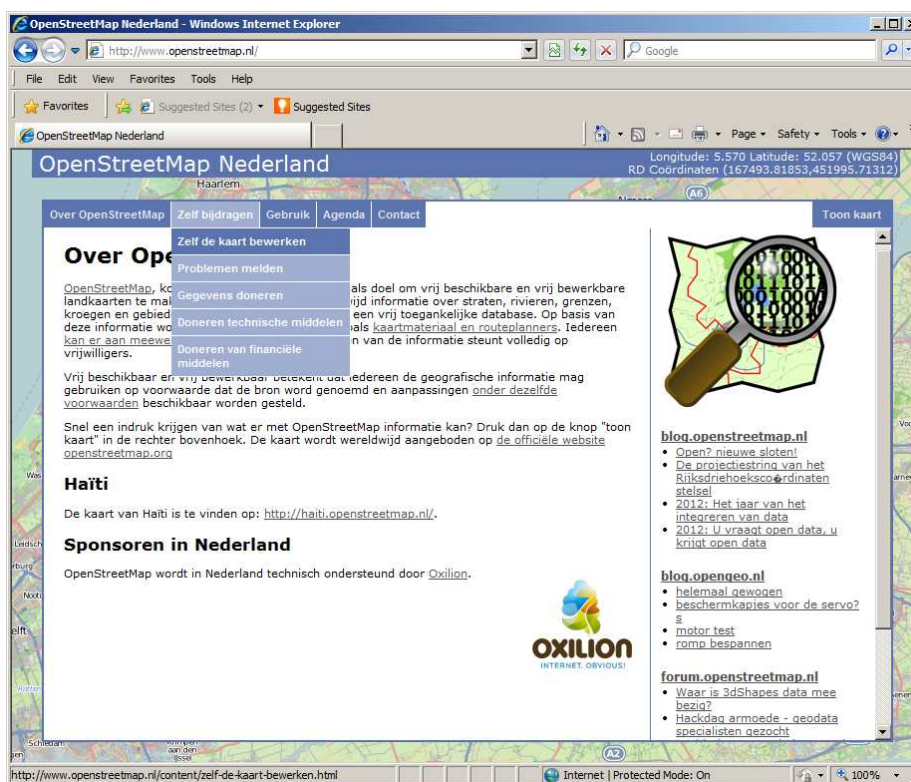 OpenStreetMap Nederland - Windows Internet Explorer
http://www.openstreetmap.nl/
Google
File Edit View Favorites Tools Help
Favorites Suggested Sites (2) Suggested Sites
OpenStreetMap Nederland
Page Safety Tools
OpenStreetMap Nederland
Longitude: 5.570 Latitude: 52.057 (WGS84)
RD Coördinaten (167493.81853,451995.71312)
Haarlem
A6
Over OpenStreetMap Zelf bijdragen Gebruik Agenda Contact Toon kaart
Zelf de kaart bewerken
Problemen melden
Gegevens doneren
Doneren technische middelen
Doneren van financiële
middelen
Over Ope
OpenStreetMap, ko als doel om vrij beschikbare en vrij bewerkbare
landkaarten te mak ijd informatie over straten, rivieren, grenzen,
kroegen en gebied een vrij toegankelijke database. Op basis van
deze informatie wo als kaartmateriaal en routeplanners. Iedereen
kan er aan meewe n van de informatie steunt volledig op
vrijwilligers.
Vrij beschikbaar en vrij bewerkbaar betekent dat iedereen de geografische informatie mag
gebruiken op voorwaarde dat de bron word genoemd en aanpassingen onder dezelfde
voorwaarden beschikbaar worden gesteld.
Snel een indruk krijgen van wat er met OpenStreetMap informatie kan? Druk dan op de knop "toon
kaart" in de rechter bovenhoek. De kaart wordt wereldwijd aangeboden op de officiële website
openstreetmap.org
Haïti
De kaart van Haïti is te vinden op: http://haiti.openstreetmap.nl/.
Sponsoren in Nederland
OpenStreetMap wordt in Nederland technisch ondersteund door Oxilion.
OXILION
INTERNET. OBVIOUS!
blog.openstreetmap.nl
• Open? nieuwe sloten!
• De projectiestring van het
Rijksdriehoeksco�rdinaten
stelsel
• 2012: Het jaar van het
integreren van data
• 2012: U vraagt open data, u
krijgt open data
blog.opengeo.nl
• helemaal gewogen
• beschermkapjes voor de servo?
s
• motor test
• romp bespannen
forum.openstreetmap.nl
• Waar is 3dShapes data mee
bezig?
• Hackdag armoede - geodata
specialisten gezocht
Schiedam
aan den
IJssel
A2
http://www.openstreetmap.nl/content/zelf-de-kaart-bewerken.html Internet | Protected Mode: On 100%